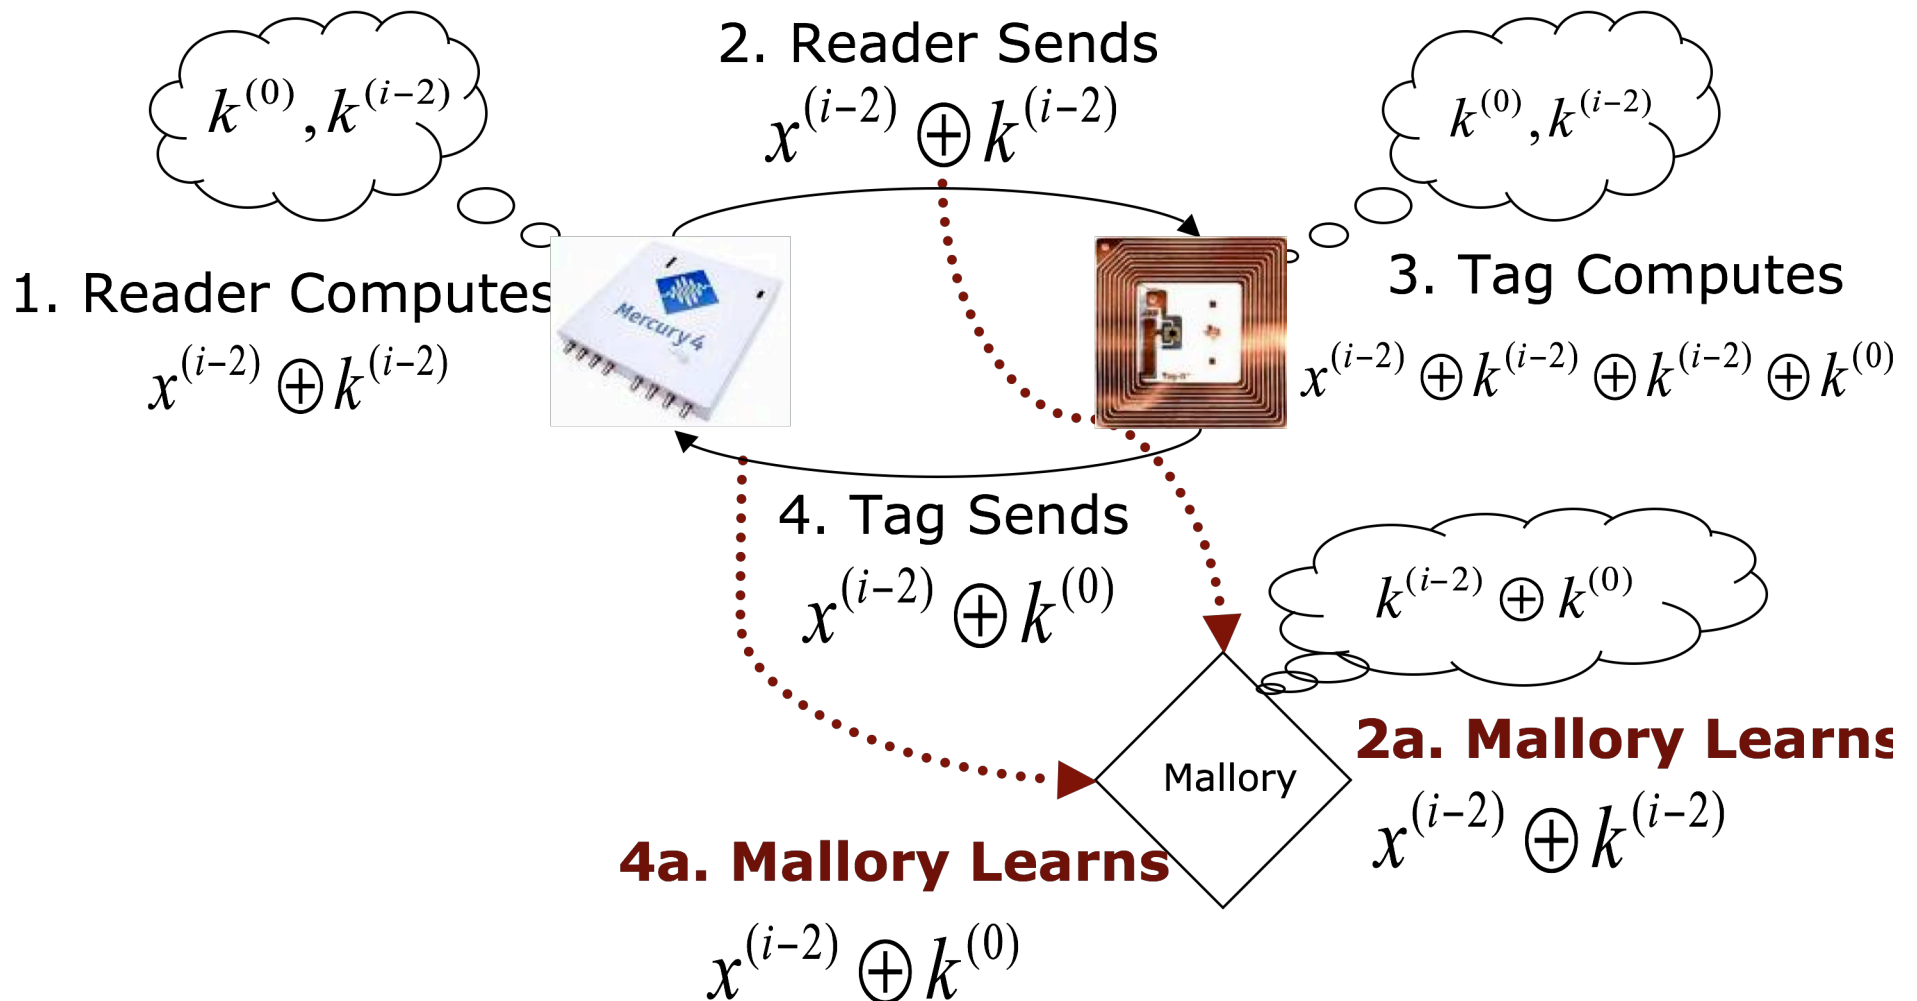 k^(0), k^(i-2)
2. Reader Sends
x^(i-2) ⊕ k^(i-2)
k^(0), k^(i-2)
1. Reader Computes
x^(i-2) ⊕ k^(i-2)
Mercury4
3. Tag Computes
x^(i-2) ⊕ k^(i-2) ⊕ k^(i-2) ⊕ k^(0)
4. Tag Sends
x^(i-2) ⊕ k^(0)
k^(i-2) ⊕ k^(0)
Mallory
2a. Mallory Learns
x^(i-2) ⊕ k^(i-2)
4a. Mallory Learns
x^(i-2) ⊕ k^(0)